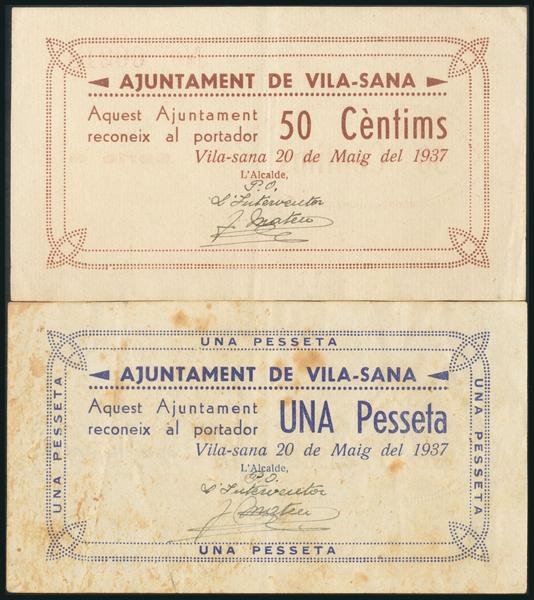 AJUNTAMENT DE VILA-SANA
Aquest Ajuntament
reconeix al portador
50 Cèntims
Vila-sana 20 de Maig del 1937
L'Alcalde,
P.O.
L'Interventor
J. Mateu
UNA PESSETA
UNA PESSETA
AJUNTAMENT DE VILA-SANA
Aquest Ajuntament
reconeix al portador
UNA Pesseta
Vila-sana 20 de Maig del 1937
L'Alcalde,
P.O.
L'Interventor
J. Mateu
UNA PESSETA
UNA PESSETA